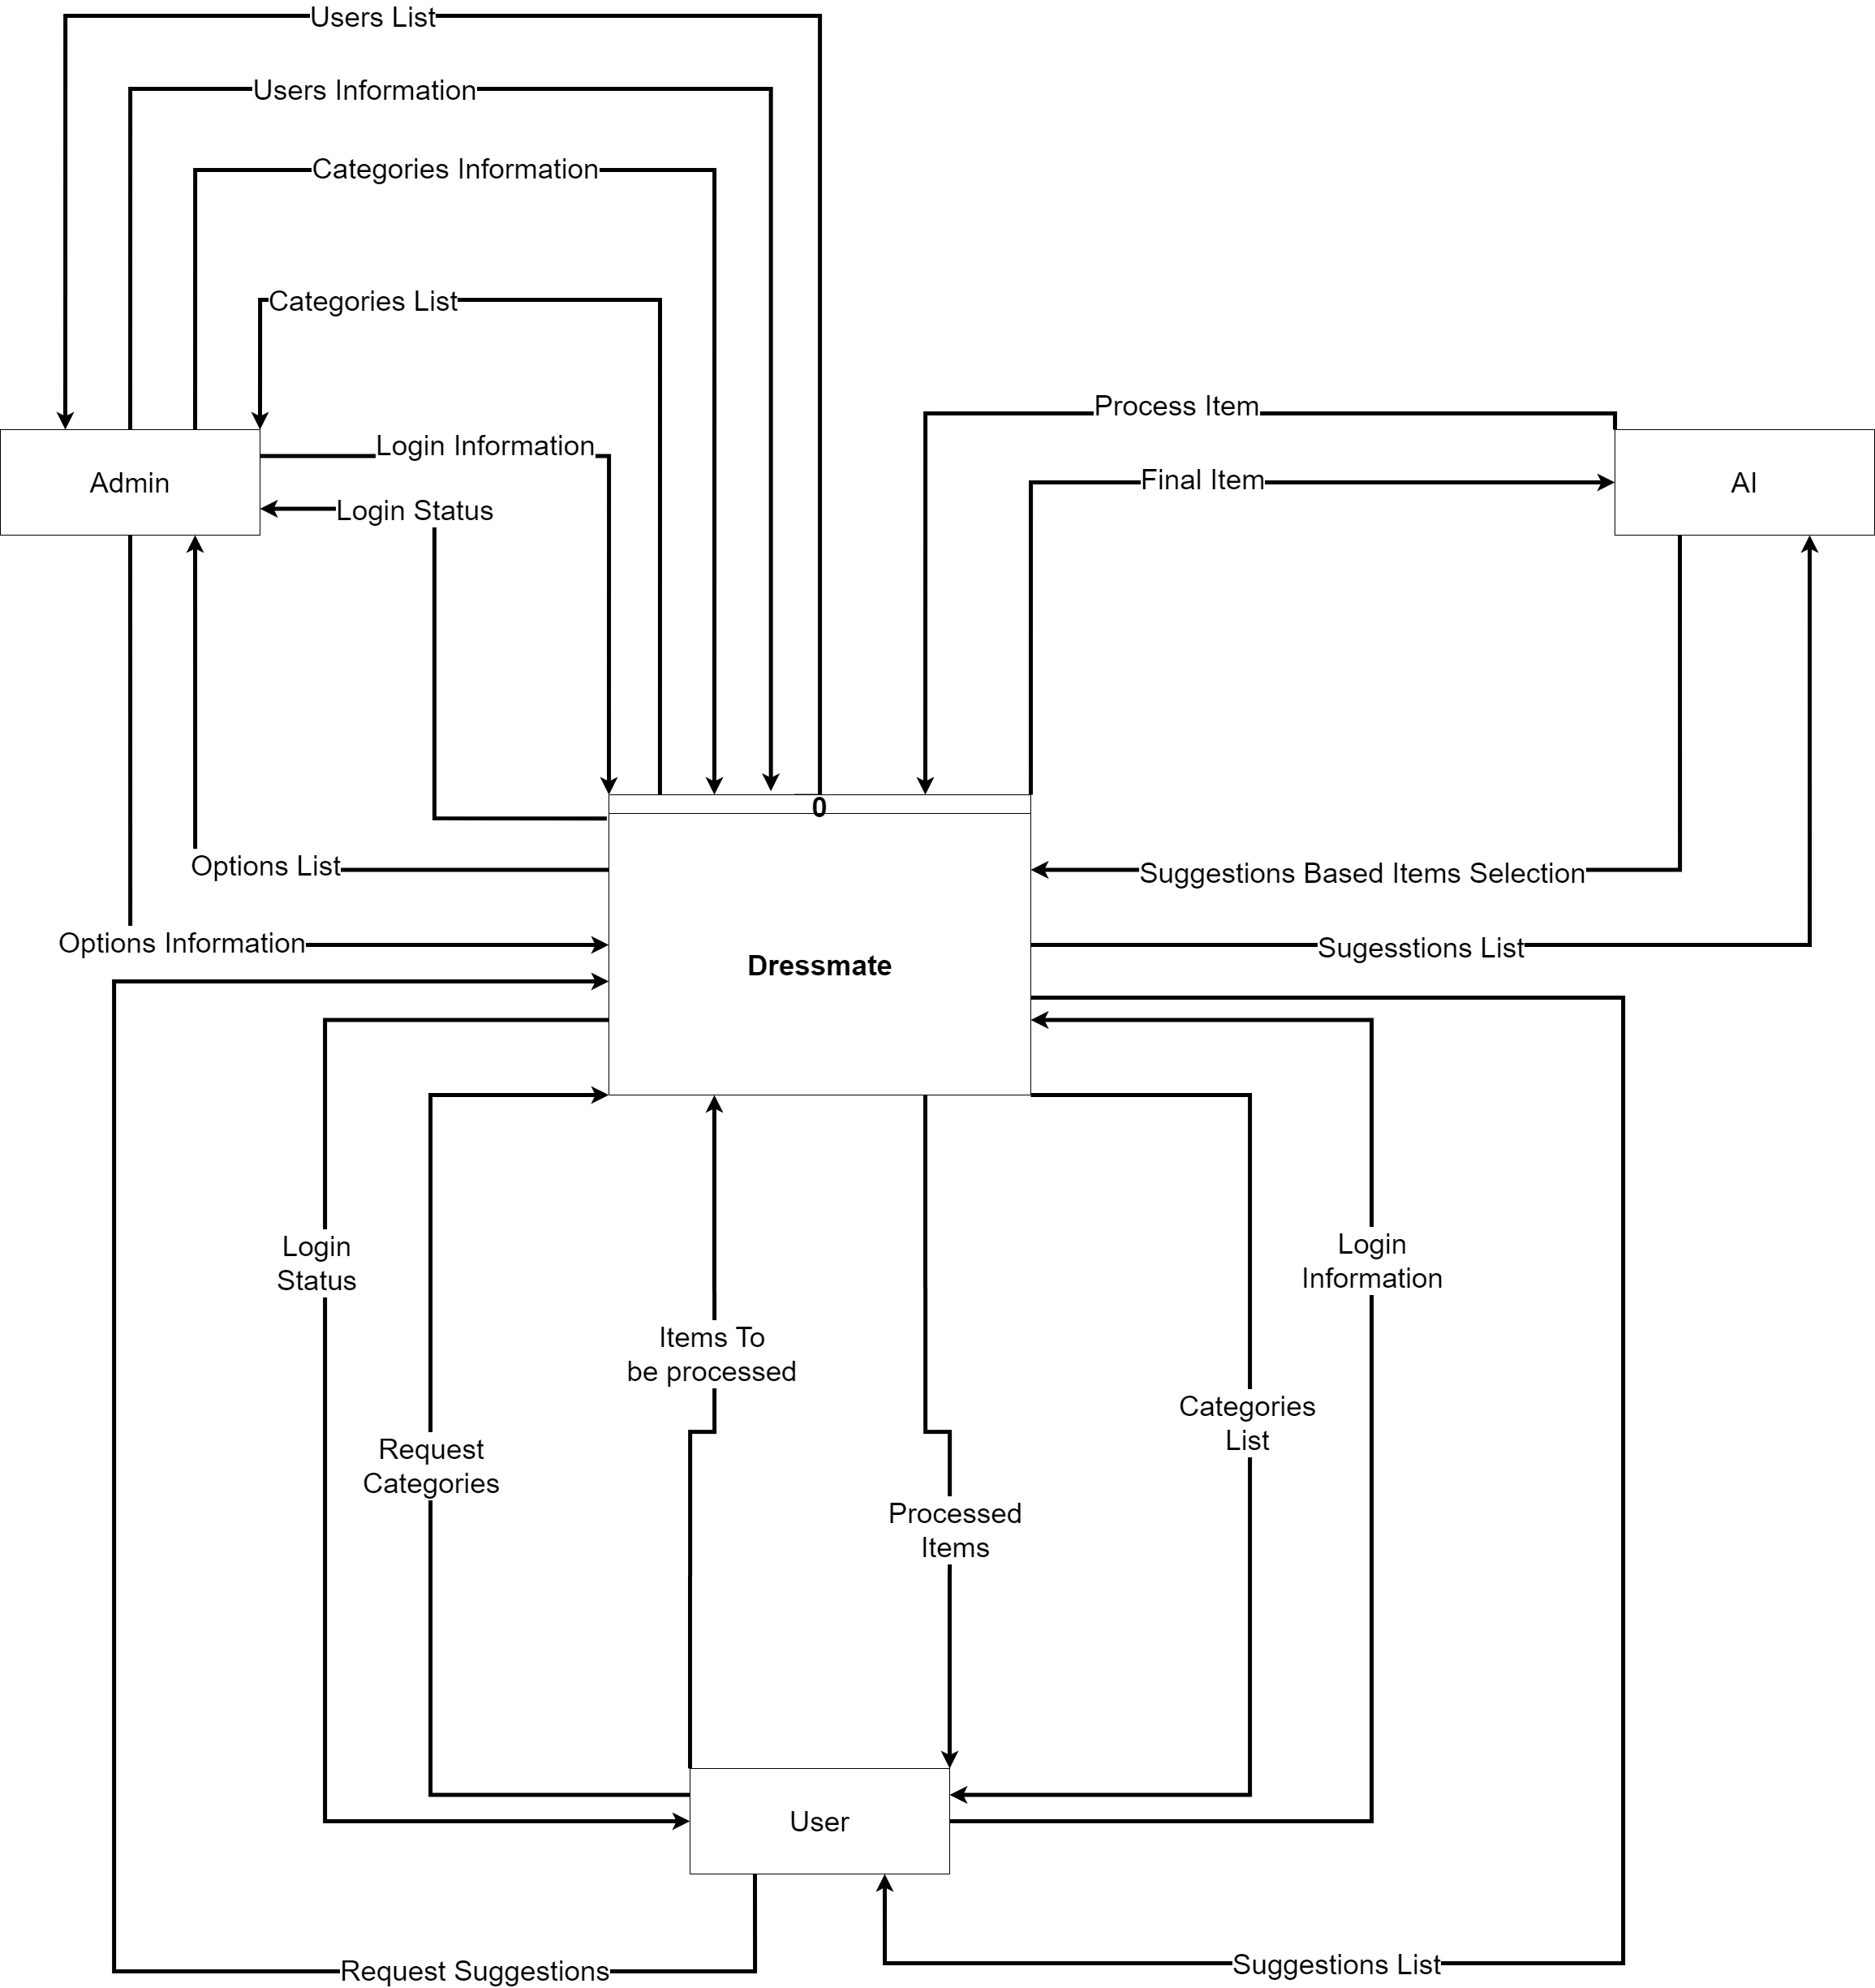 Users List
Users Information
Categories Information
Categories List
Process Item
Login Information
Final Item
Admin
AI
Login Status
0
Options List
Suggestions Based Items Selection
Options Information
Sugesstions List
Dressmate
Login
Status
Login
Information
Items To
be processed
Categories
List
Request
Categories
Processed
Items
User
Suggestions List
Request Suggestions